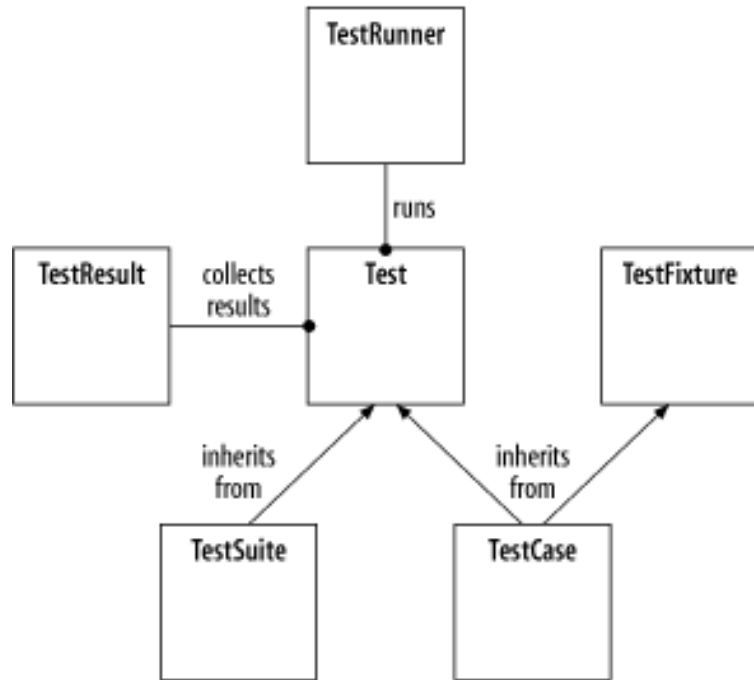 TestRunner
runs
TestResult
collects
results
Test
TestFixture
inherits
from
inherits
from
TestSuite
TestCase